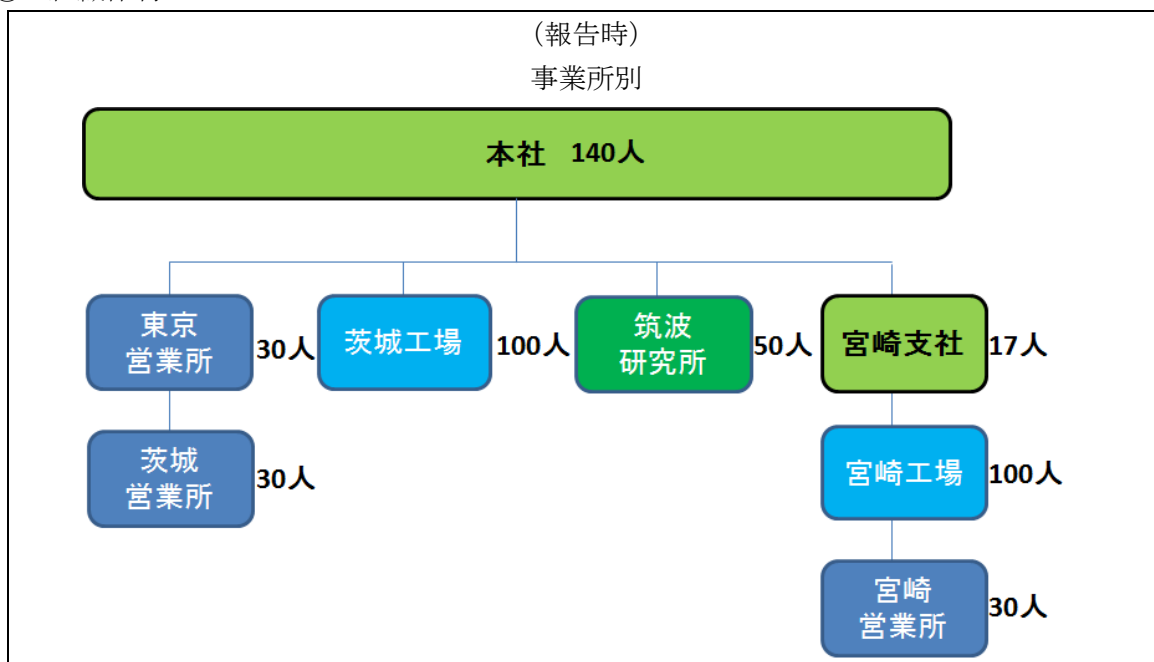 (報告時)
事業所別
本社 140人
東京
営業所
30人
茨城工場
100人
筑波
研究所
50人
宮崎支社
17人
茨城
営業所
30人
宮崎工場
100人
宮崎
営業所
30人